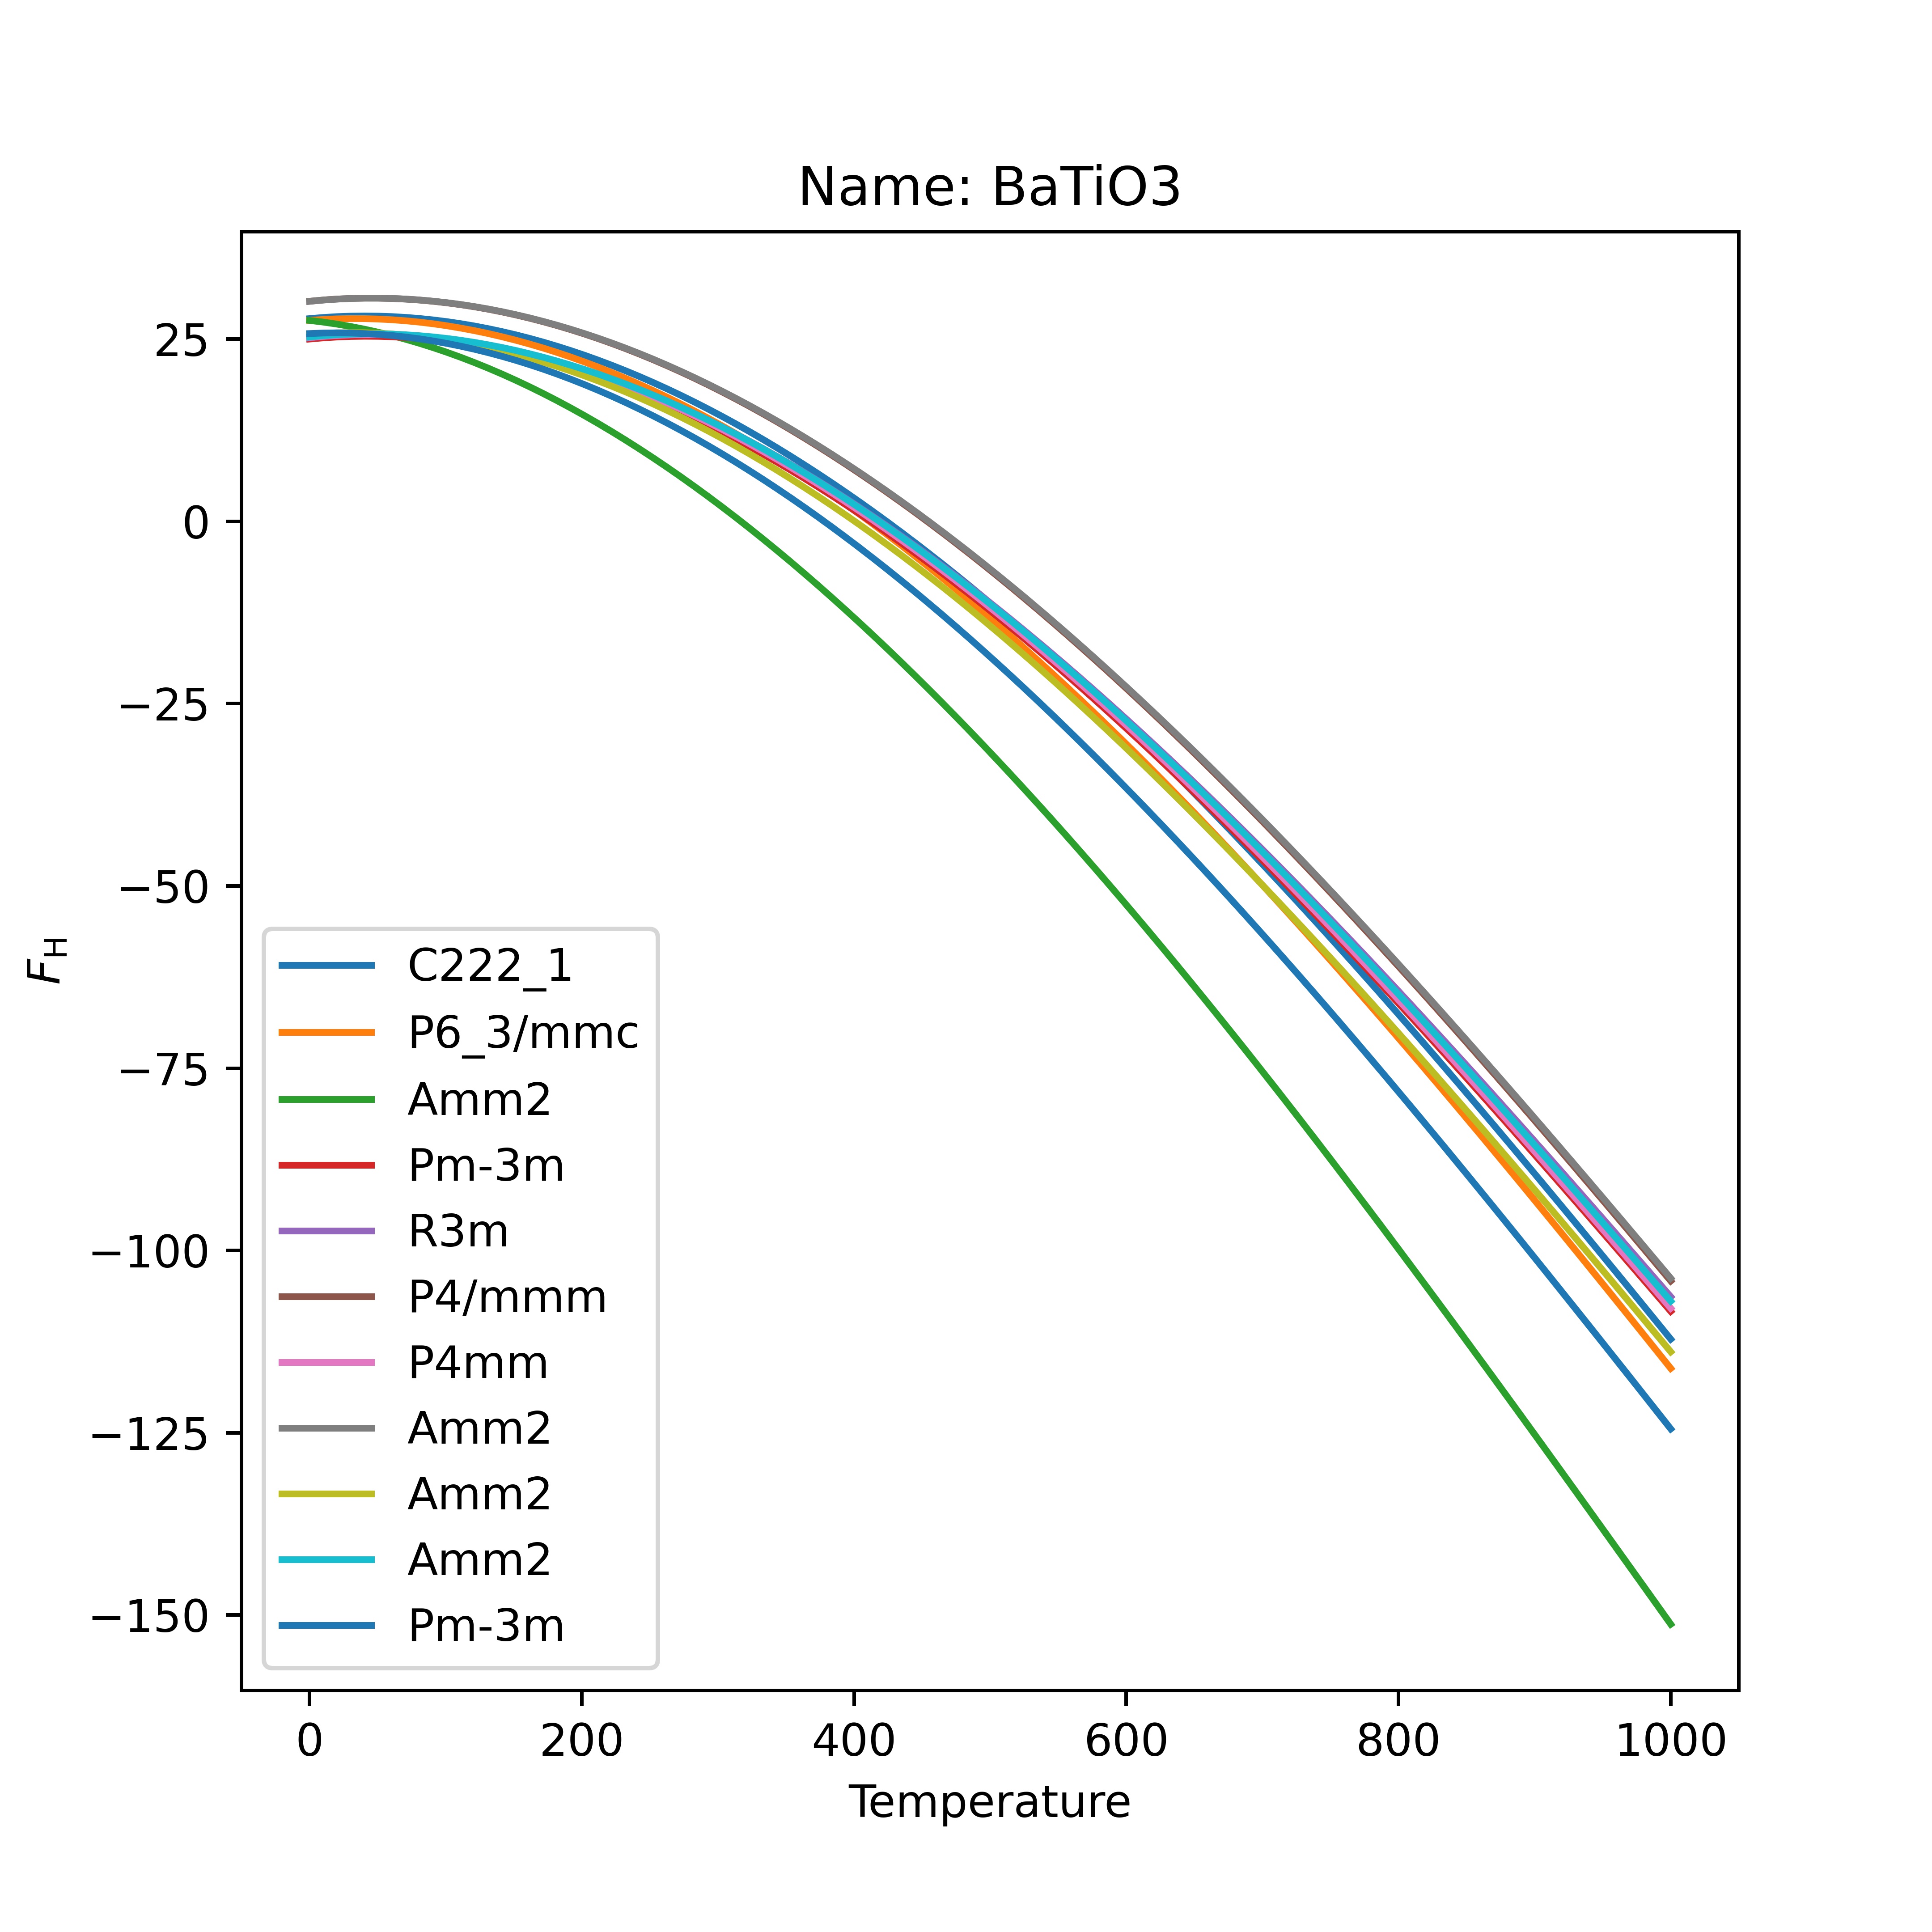 Name: BaTiO3
25
0
−25
−50
−75
−100
−125
−150
F_H
C222_1
P6_3/mmc
Amm2
Pm-3m
R3m
P4/mmm
P4mm
Amm2
Amm2
Amm2
Pm-3m
0 200 400 600 800 1000
Temperature